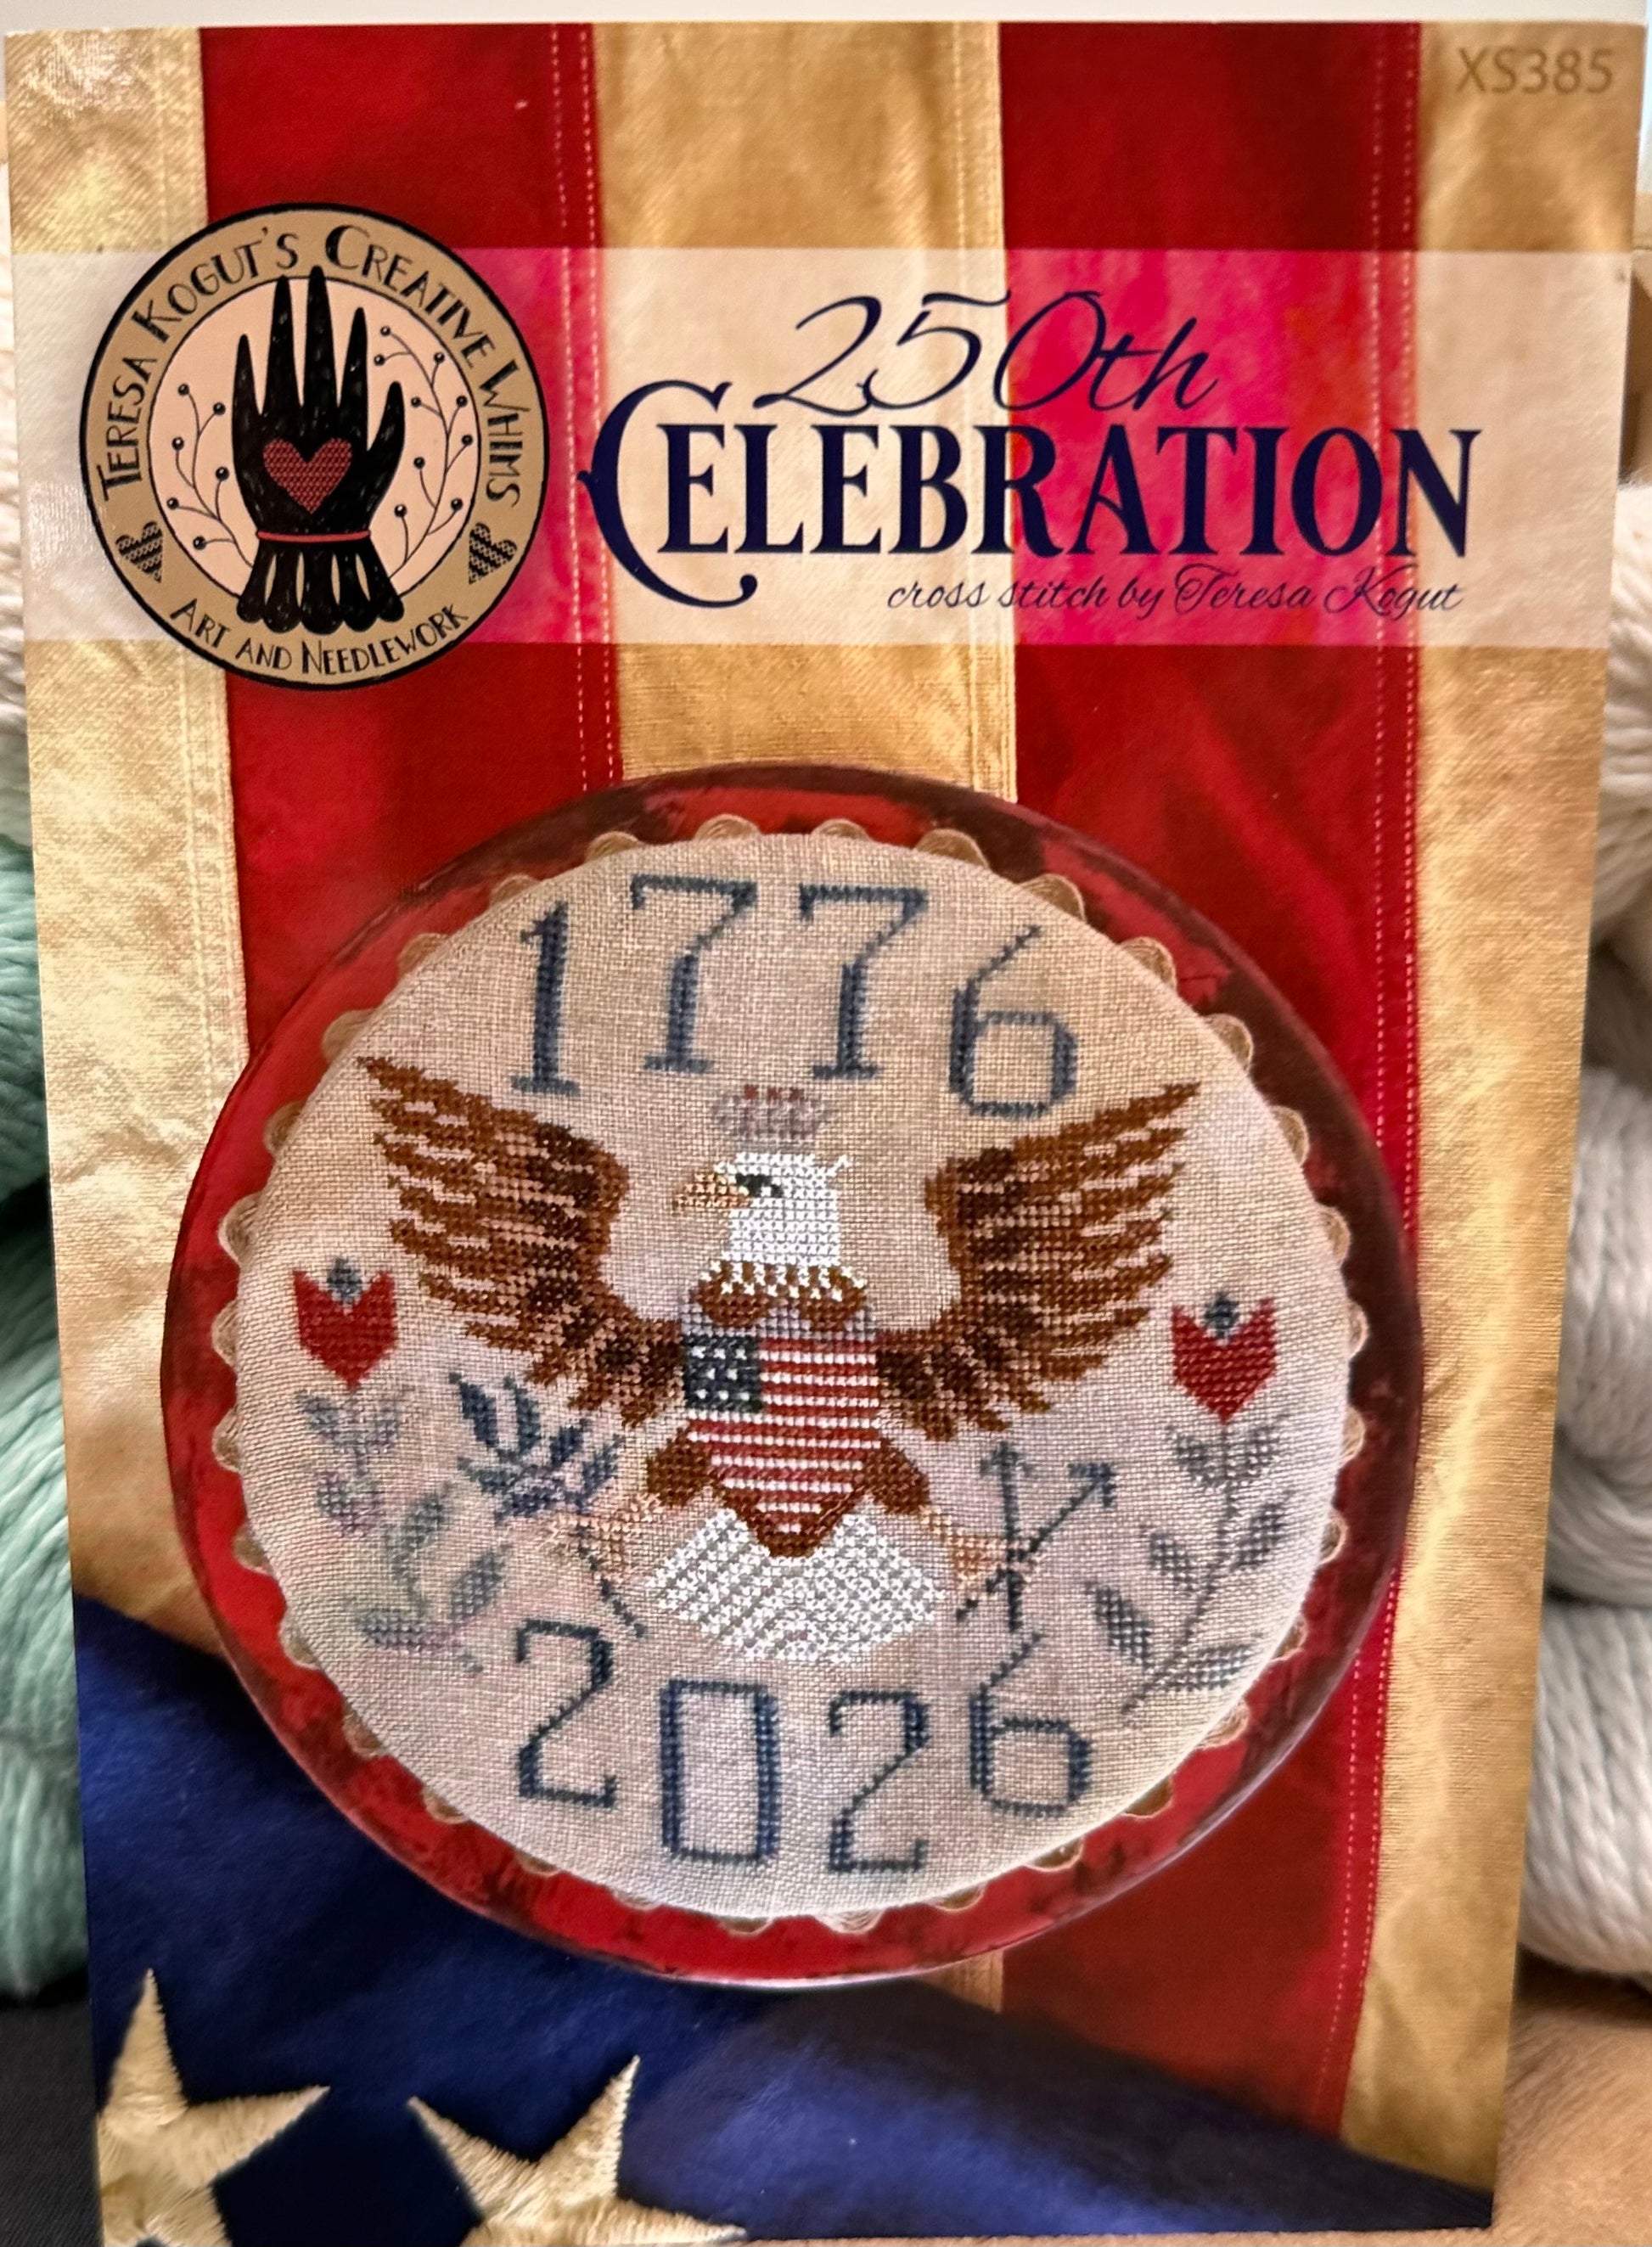 XS385
TERESA KOGUT'S CREATIVE WHIMS
ART AND NEEDLEWORK
250th
CELEBRATION
cross stitch by Teresa Kogut
1776
2026